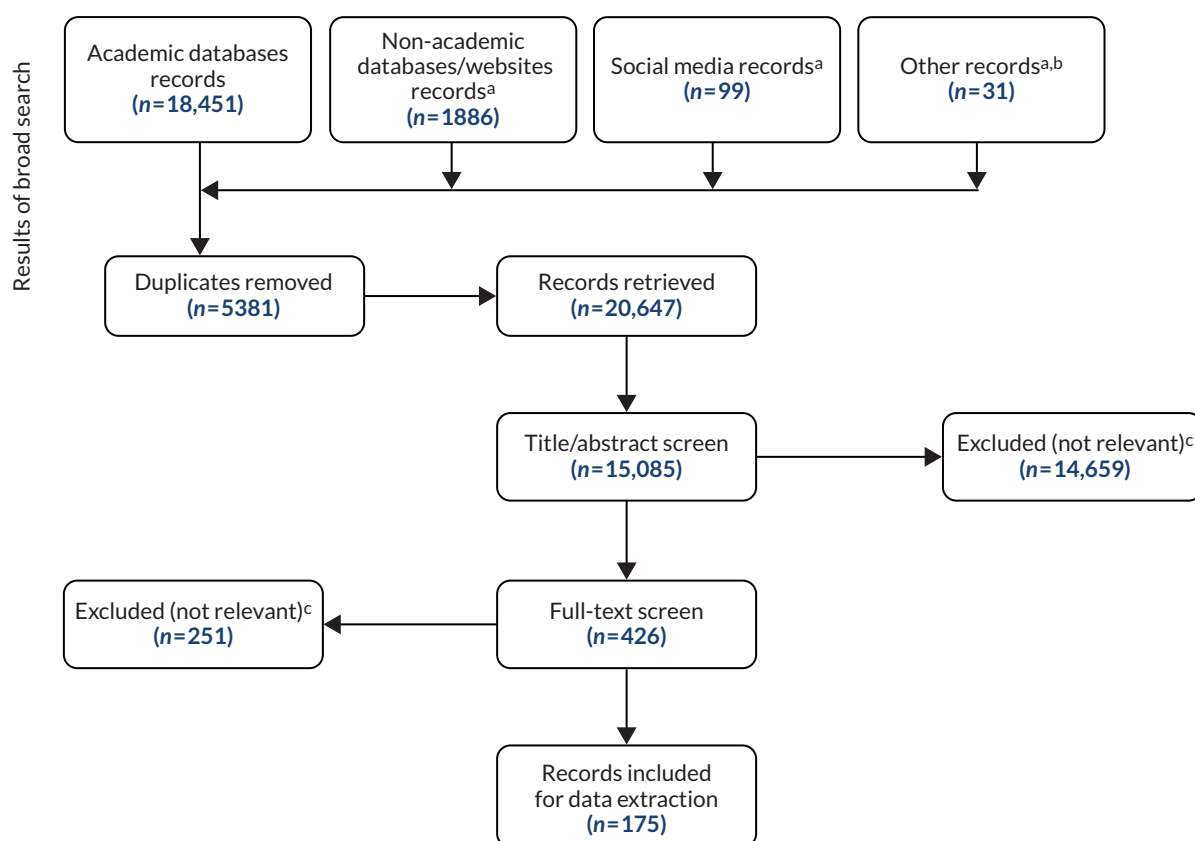 Results of broad search
Academic databases
records
(n=18,451)
Non-academic
databases/websites
recordsᵃ
(n=1886)
Social media recordsᵃ
(n=99)
Other recordsᵃ,ᵇ
(n=31)
Duplicates removed
(n=5381)
Records retrieved
(n=20,647)
Title/abstract screen
(n=15,085)
Excluded (not relevant)ᶜ
(n=14,659)
Excluded (not relevant)ᶜ
(n=251)
Full-text screen
(n=426)
Records included
for data extraction
(n=175)